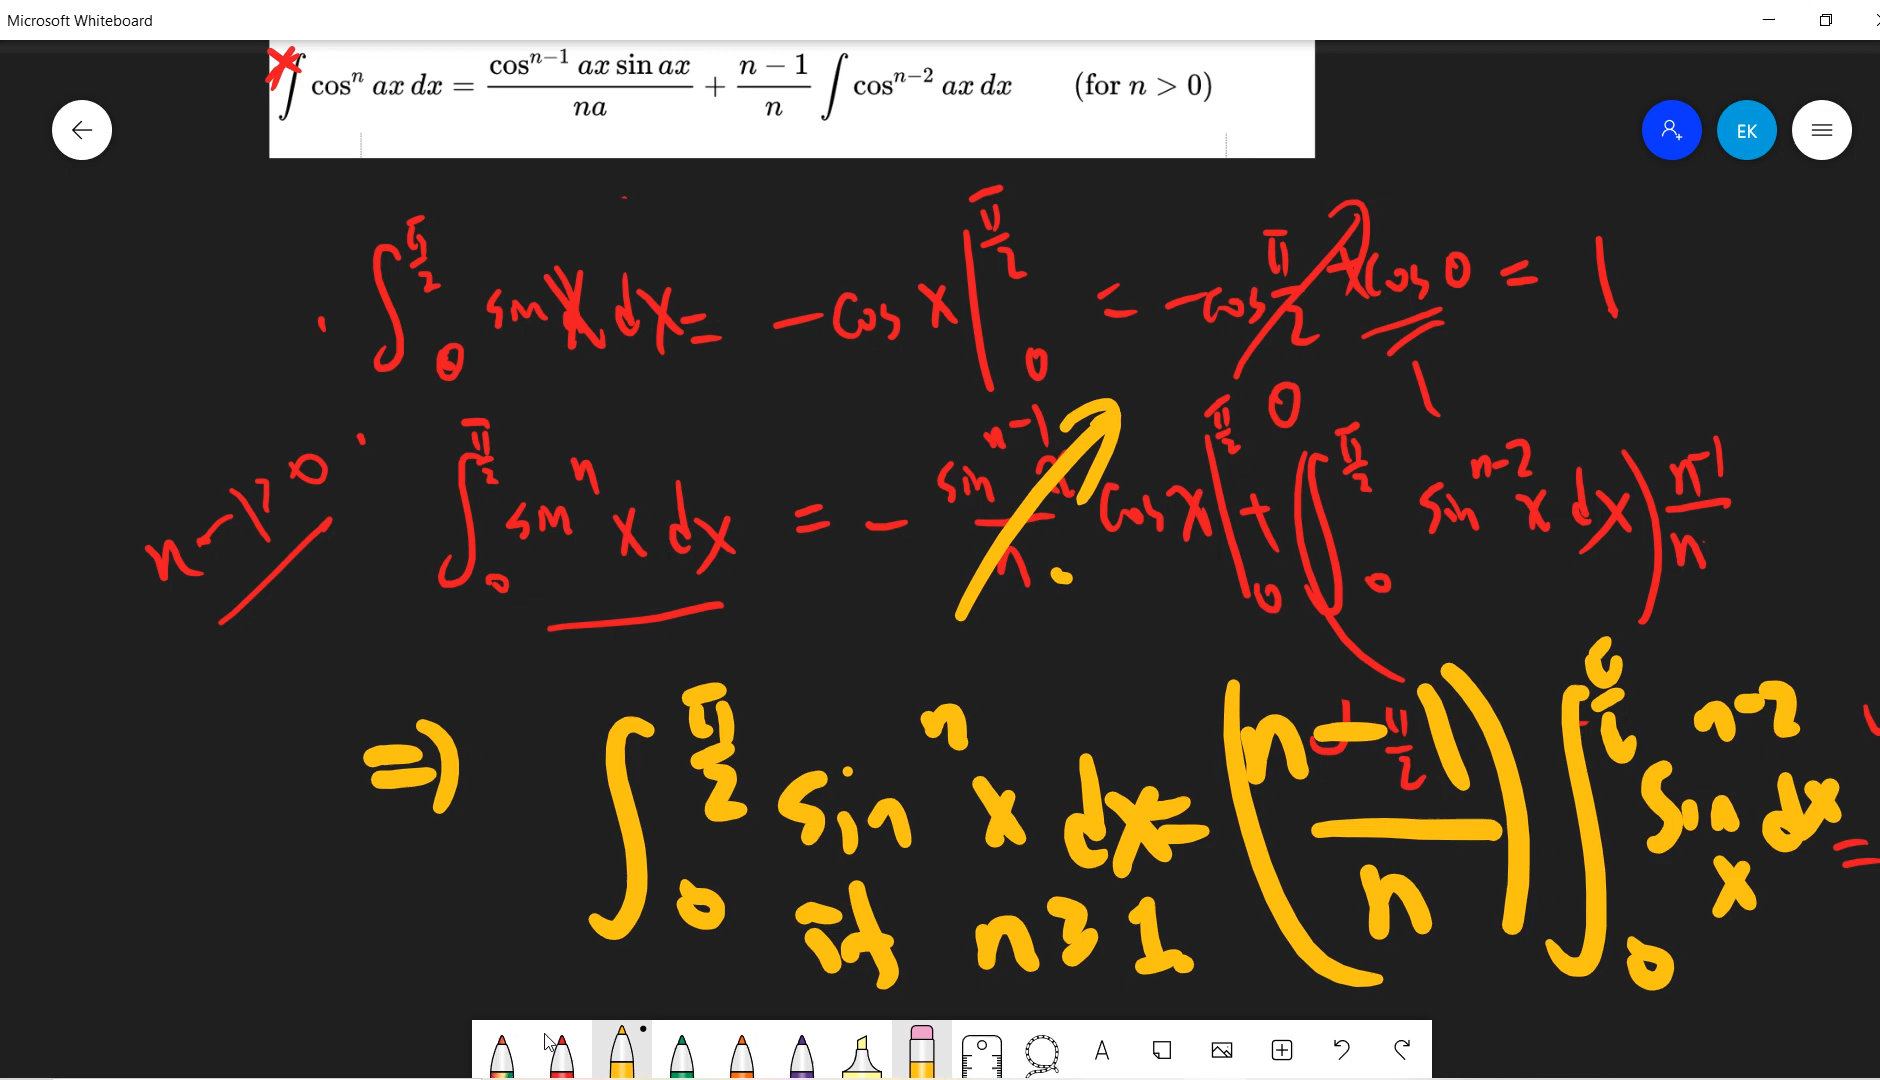 Microsoft Whiteboard
∫ cosⁿ ax dx = (cosⁿ⁻¹ ax sin ax)/(na) + (n − 1)/n ∫ cosⁿ⁻² ax dx (for n > 0)
EK
∫₀^(π/2) sin x dx = −cos x |₀^(π/2) = −cos π/2 + cos 0 = 1
0 1
n−1>0 ∫₀^(π/2) sinⁿ x dx = − (sinⁿ⁻¹ x)/n cos x |₀^(π/2) + (∫₀^(π/2) sinⁿ⁻² x dx) (n−1)/n
⇒ ∫₀^(π/2) sinⁿ x dx = ((n−1)/n) ∫₀^(π/2) sinⁿ⁻² x dx
if n ≥ 1
A